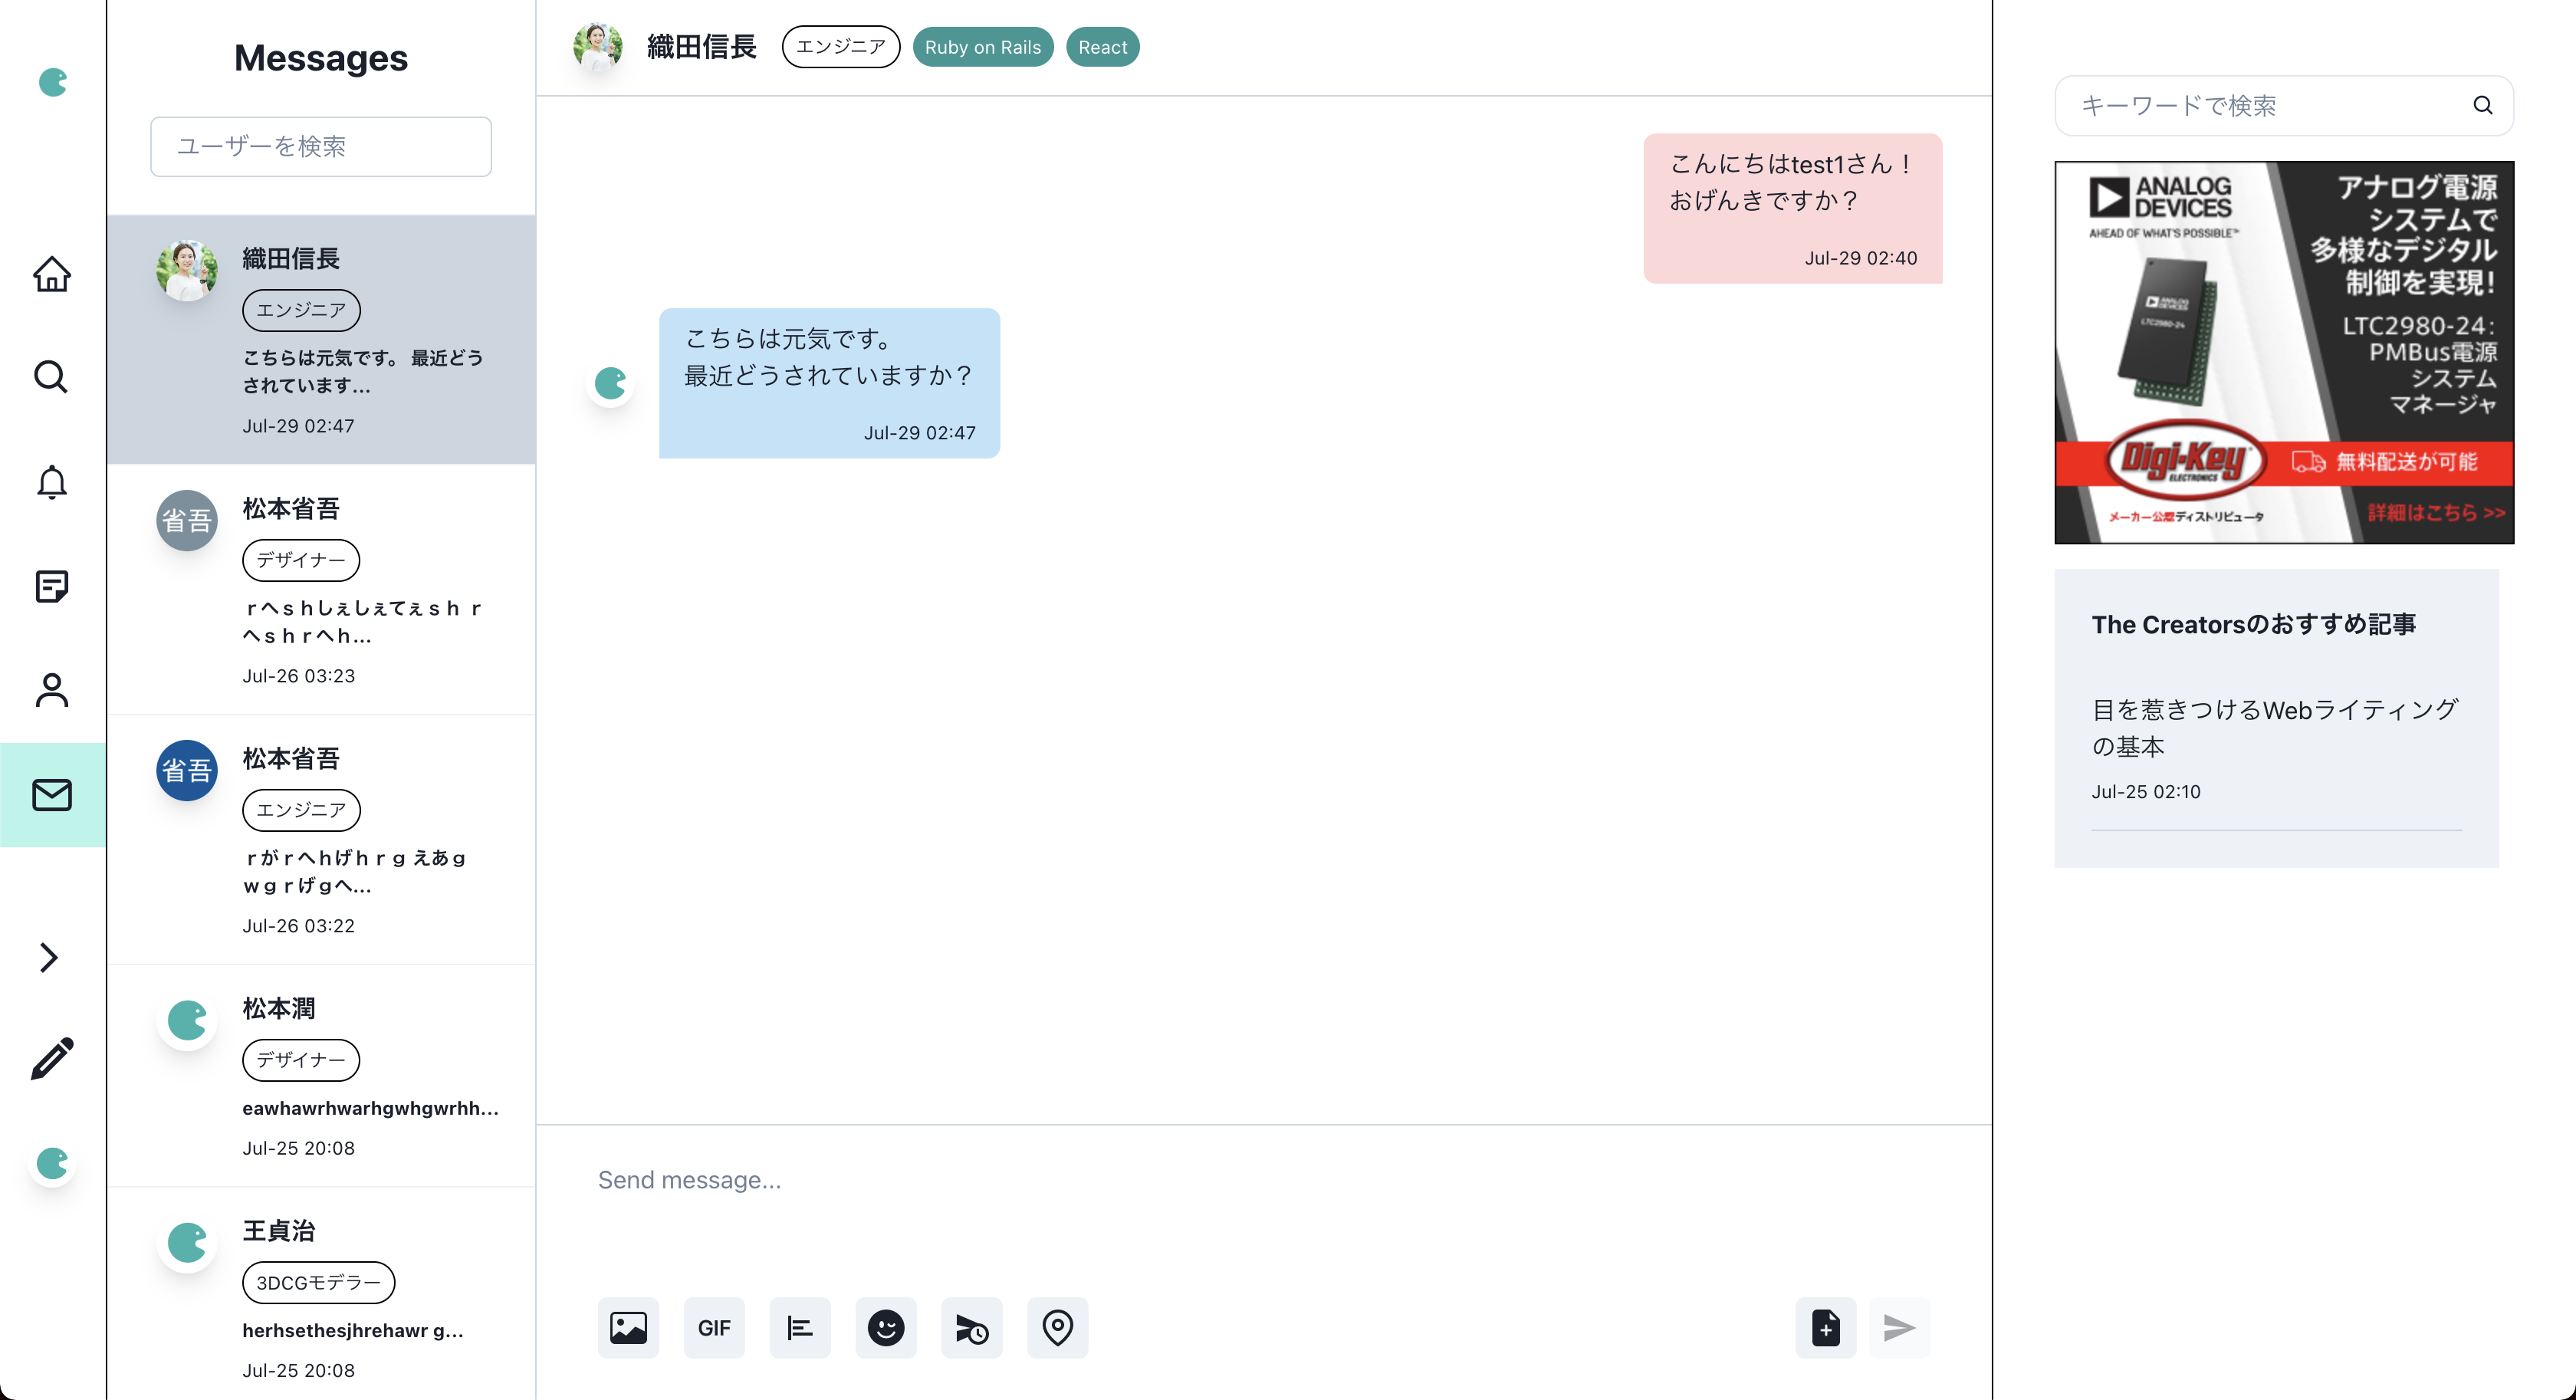 Messages
ユーザーを検索
織田信長
エンジニア
こちらは元気です。 最近どう
されています...
Jul-29 02:47
省吾
松本省吾
デザイナー
ｒへｓｈしぇしぇてぇｓｈ ｒ
へｓｈｒへｈ...
Jul-26 03:23
省吾
松本省吾
エンジニア
ｒがｒへｈげｈｒｇ えあｇ
ｗｇｒげｇへ...
Jul-26 03:22
松本潤
デザイナー
eawhawrhwarhgwhgwrhh...
Jul-25 20:08
王貞治
3DCGモデラー
herhsethesjhrehawr g...
Jul-25 20:08
織田信長 エンジニア Ruby on Rails React
こんにちはtest1さん！
おげんきですか？
Jul-29 02:40
こちらは元気です。
最近どうされていますか？
Jul-29 02:47
Send message...
GIF
キーワードで検索
ANALOG
DEVICES
AHEAD OF WHAT'S POSSIBLE™
アナログ電源
システムで
多様なデジタル
制御を実現！
LTC2980-24：
PMBus電源
システム
マネージャ
ANALOG
DEVICES
LTC2980-24
Digi-Key
ELECTRONICS
無料配送が可能
メーカー公認ディストリビュータ
詳細はこちら >>
The Creatorsのおすすめ記事
目を惹きつけるWebライティング
の基本
Jul-25 02:10